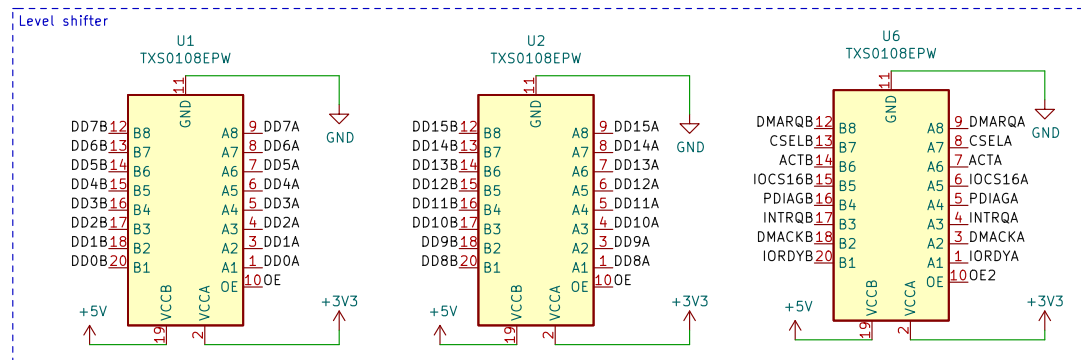 Level shifter
U1
TXS0108EPW
11
GND
GND
DD7B 12 B8 A8 9 DD7A
DD6B 13 B7 A7 8 DD6A
DD5B 14 B6 A6 7 DD5A
DD4B 15 B5 A5 6 DD4A
DD3B 16 B4 A4 5 DD3A
DD2B 17 B3 A3 4 DD2A
DD1B 18 B2 A2 3 DD1A
DD0B 20 B1 A1 1 DD0A
OE 10 OE
VCCB VCCA
19 2
+5V +3V3
U2
TXS0108EPW
11
GND
GND
DD15B 12 B8 A8 9 DD15A
DD14B 13 B7 A7 8 DD14A
DD13B 14 B6 A6 7 DD13A
DD12B 15 B5 A5 6 DD12A
DD11B 16 B4 A4 5 DD11A
DD10B 17 B3 A3 4 DD10A
DD9B 18 B2 A2 3 DD9A
DD8B 20 B1 A1 1 DD8A
OE 10 OE
VCCB VCCA
19 2
+5V +3V3
U6
TXS0108EPW
11
GND
GND
DMARQB 12 B8 A8 9 DMARQA
CSELB 13 B7 A7 8 CSELA
ACTB 14 B6 A6 7 ACTA
IOCS16B 15 B5 A5 6 IOCS16A
PDIAGB 16 B4 A4 5 PDIAGA
INTRQB 17 B3 A3 4 INTRQA
DMACKB 18 B2 A2 3 DMACKA
IORDYB 20 B1 A1 1 IORDYA
OE 10 OE2
VCCB VCCA
19 2
+5V +3V3